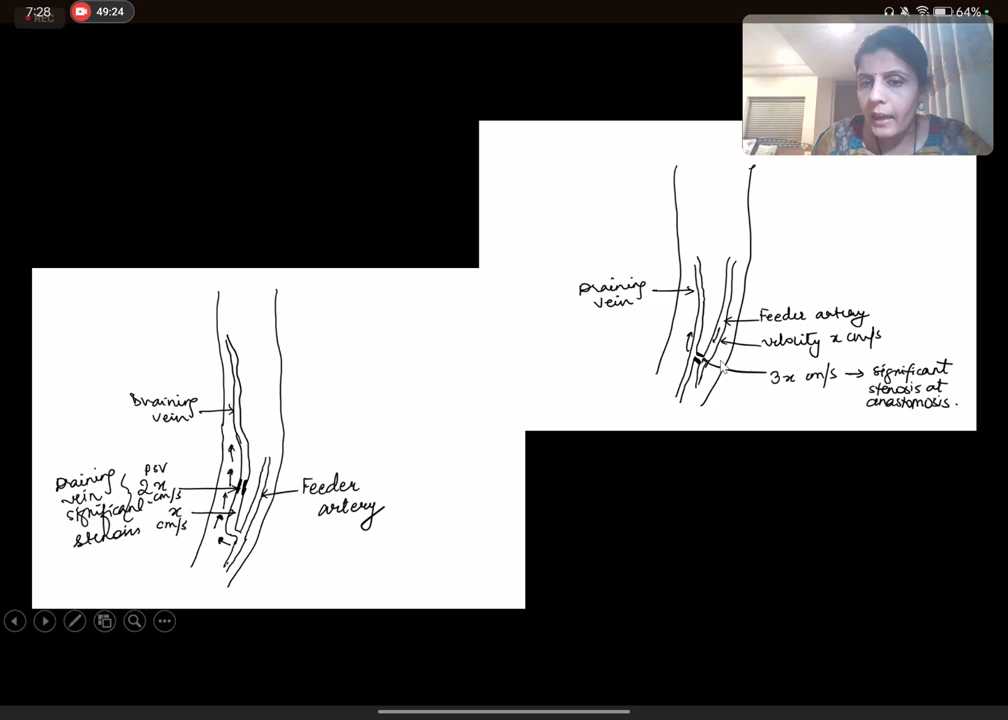 7:28
REC
49:24
64%
Draining
vein
Feeder artery
velocity x cm/s
3x cm/s → significant
stenosis at
anastomosis.
Draining
vein
Draining
vein
significant
stenosis
PSV
2x
cm/s
x
cm/s
Feeder
artery